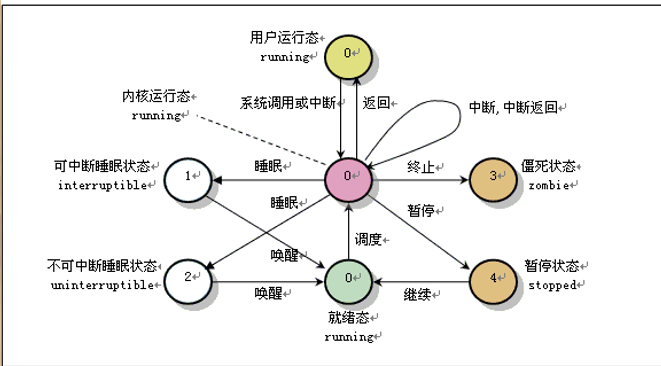 用户运行态
running
0
内核运行态
running
系统调用或中断
返回
中断, 中断返回
可中断睡眠状态
interruptible
1
睡眠
0
终止
3
僵死状态
zombie
睡眠
暂停
唤醒
调度
不可中断睡眠状态
uninterruptible
2
唤醒
0
继续
4
暂停状态
stopped
就绪态
running